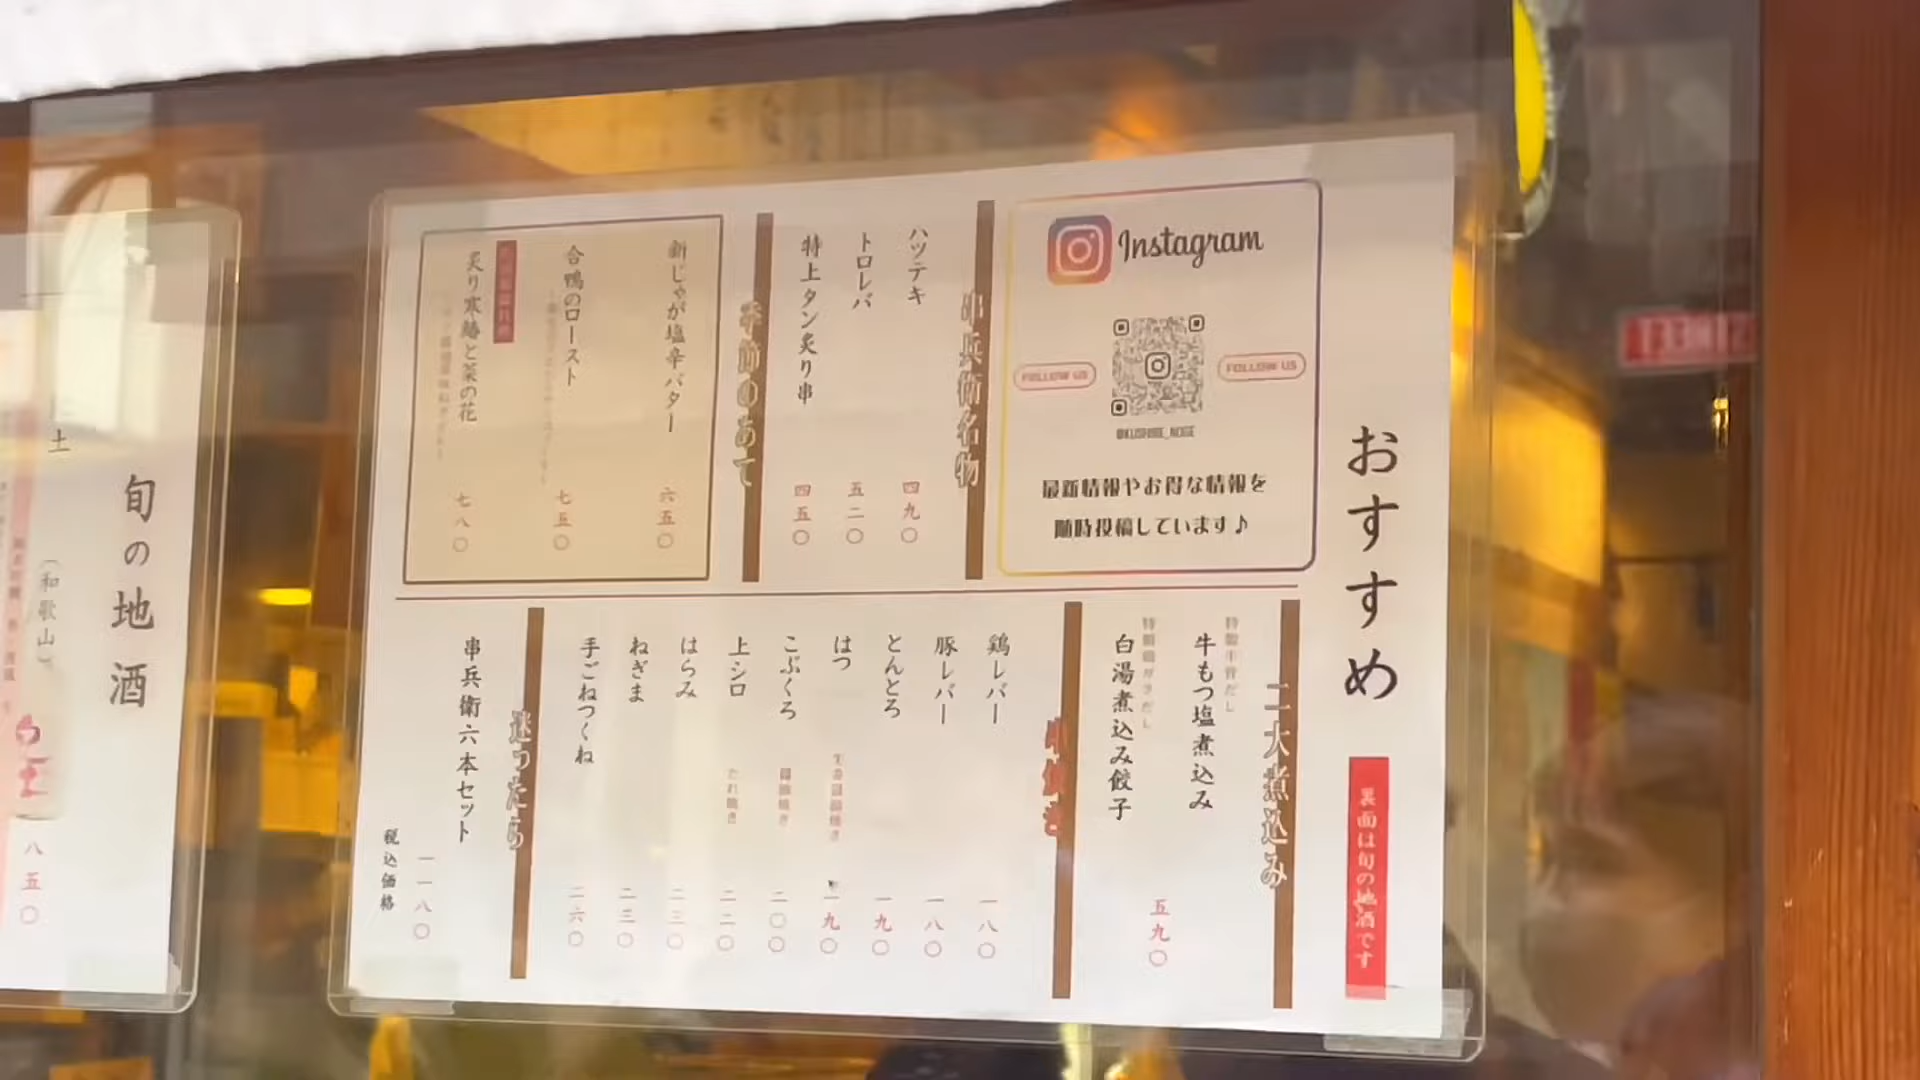 おすすめ
裏面は旬の地酒です
Instagram
FOLLOW US
FOLLOW US
@KUSHIBE_NOGE
最新情報やお得な情報を
随時投稿しています♪
串兵衛名物
ハツテキ
四九〇
トロレバ
五二〇
特上タン炙り串
四五〇
季節のあて
新じゃが塩辛バター
六五〇
合鴨のロースト
七五〇
炙り寒鰆と菜の花
七八〇
二大煮込み
牛もつ塩煮込み
白湯煮込み餃子
五九〇
串焼き
鶏レバー
一八〇
豚レバー
一八〇
とんとろ
一九〇
はつ
一九〇
こぶくろ
二〇〇
上シロ
たれ焼き
二二〇
はらみ
二三〇
ねぎま
二三〇
手ごねつくね
二六〇
迷ったら
串兵衛六本セット
一一八〇
税込価格
旬の地酒
土
(和歌山)
八五〇